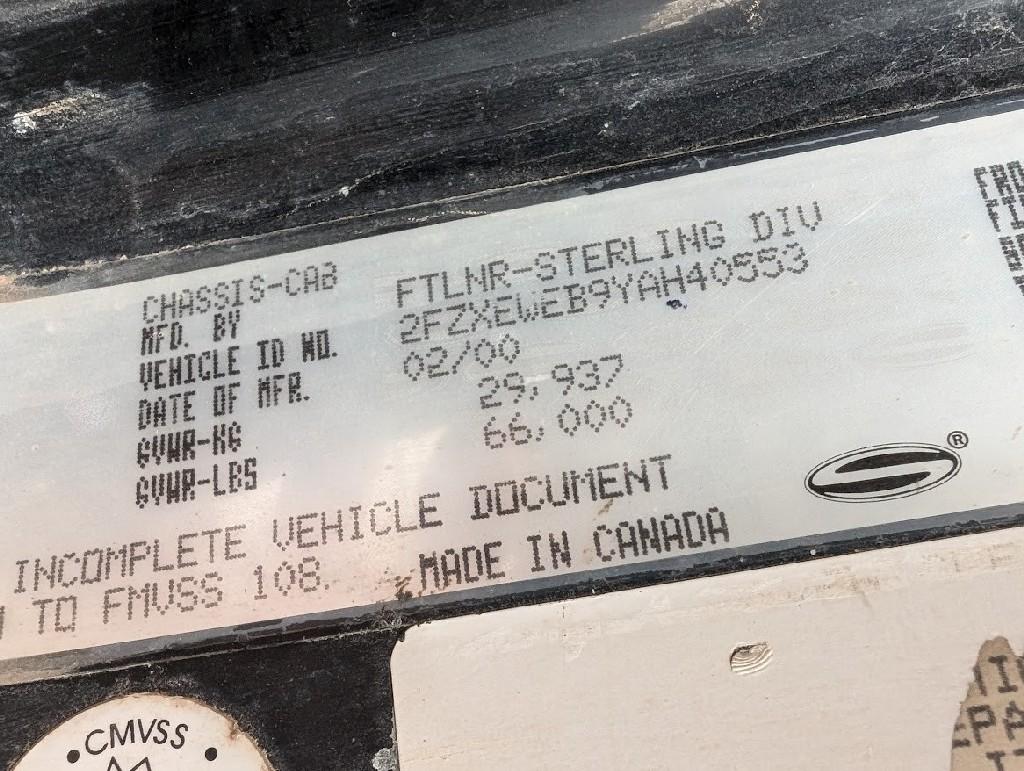 CHASSIS-CAB
MFD. BY FTLNR-STERLING DIV
VEHICLE ID NO. 2FZXEWEB9YAH40553
DATE OF MFR. 02/00
GVWR-KG 29,937
GVWR-LBS 66,000
INCOMPLETE VEHICLE DOCUMENT
TO FMVSS 108. MADE IN CANADA
®
CMVSS